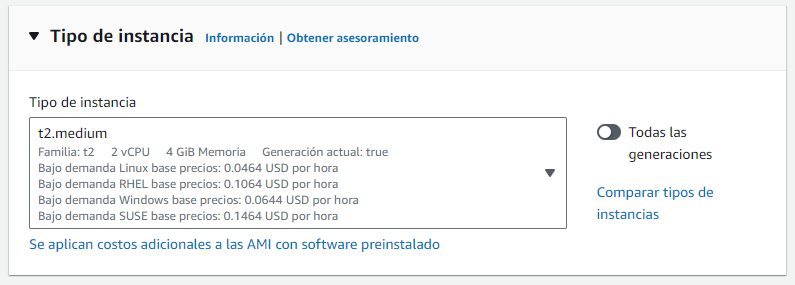 Tipo de instancia Información | Obtener asesoramiento
Tipo de instancia
t2.medium
Familia: t2 2 vCPU 4 GiB Memoria Generación actual: true
Bajo demanda Linux base precios: 0.0464 USD por hora
Bajo demanda RHEL base precios: 0.1064 USD por hora
Bajo demanda Windows base precios: 0.0644 USD por hora
Bajo demanda SUSE base precios: 0.1464 USD por hora
Todas las
generaciones
Comparar tipos de
instancias
Se aplican costos adicionales a las AMI con software preinstalado